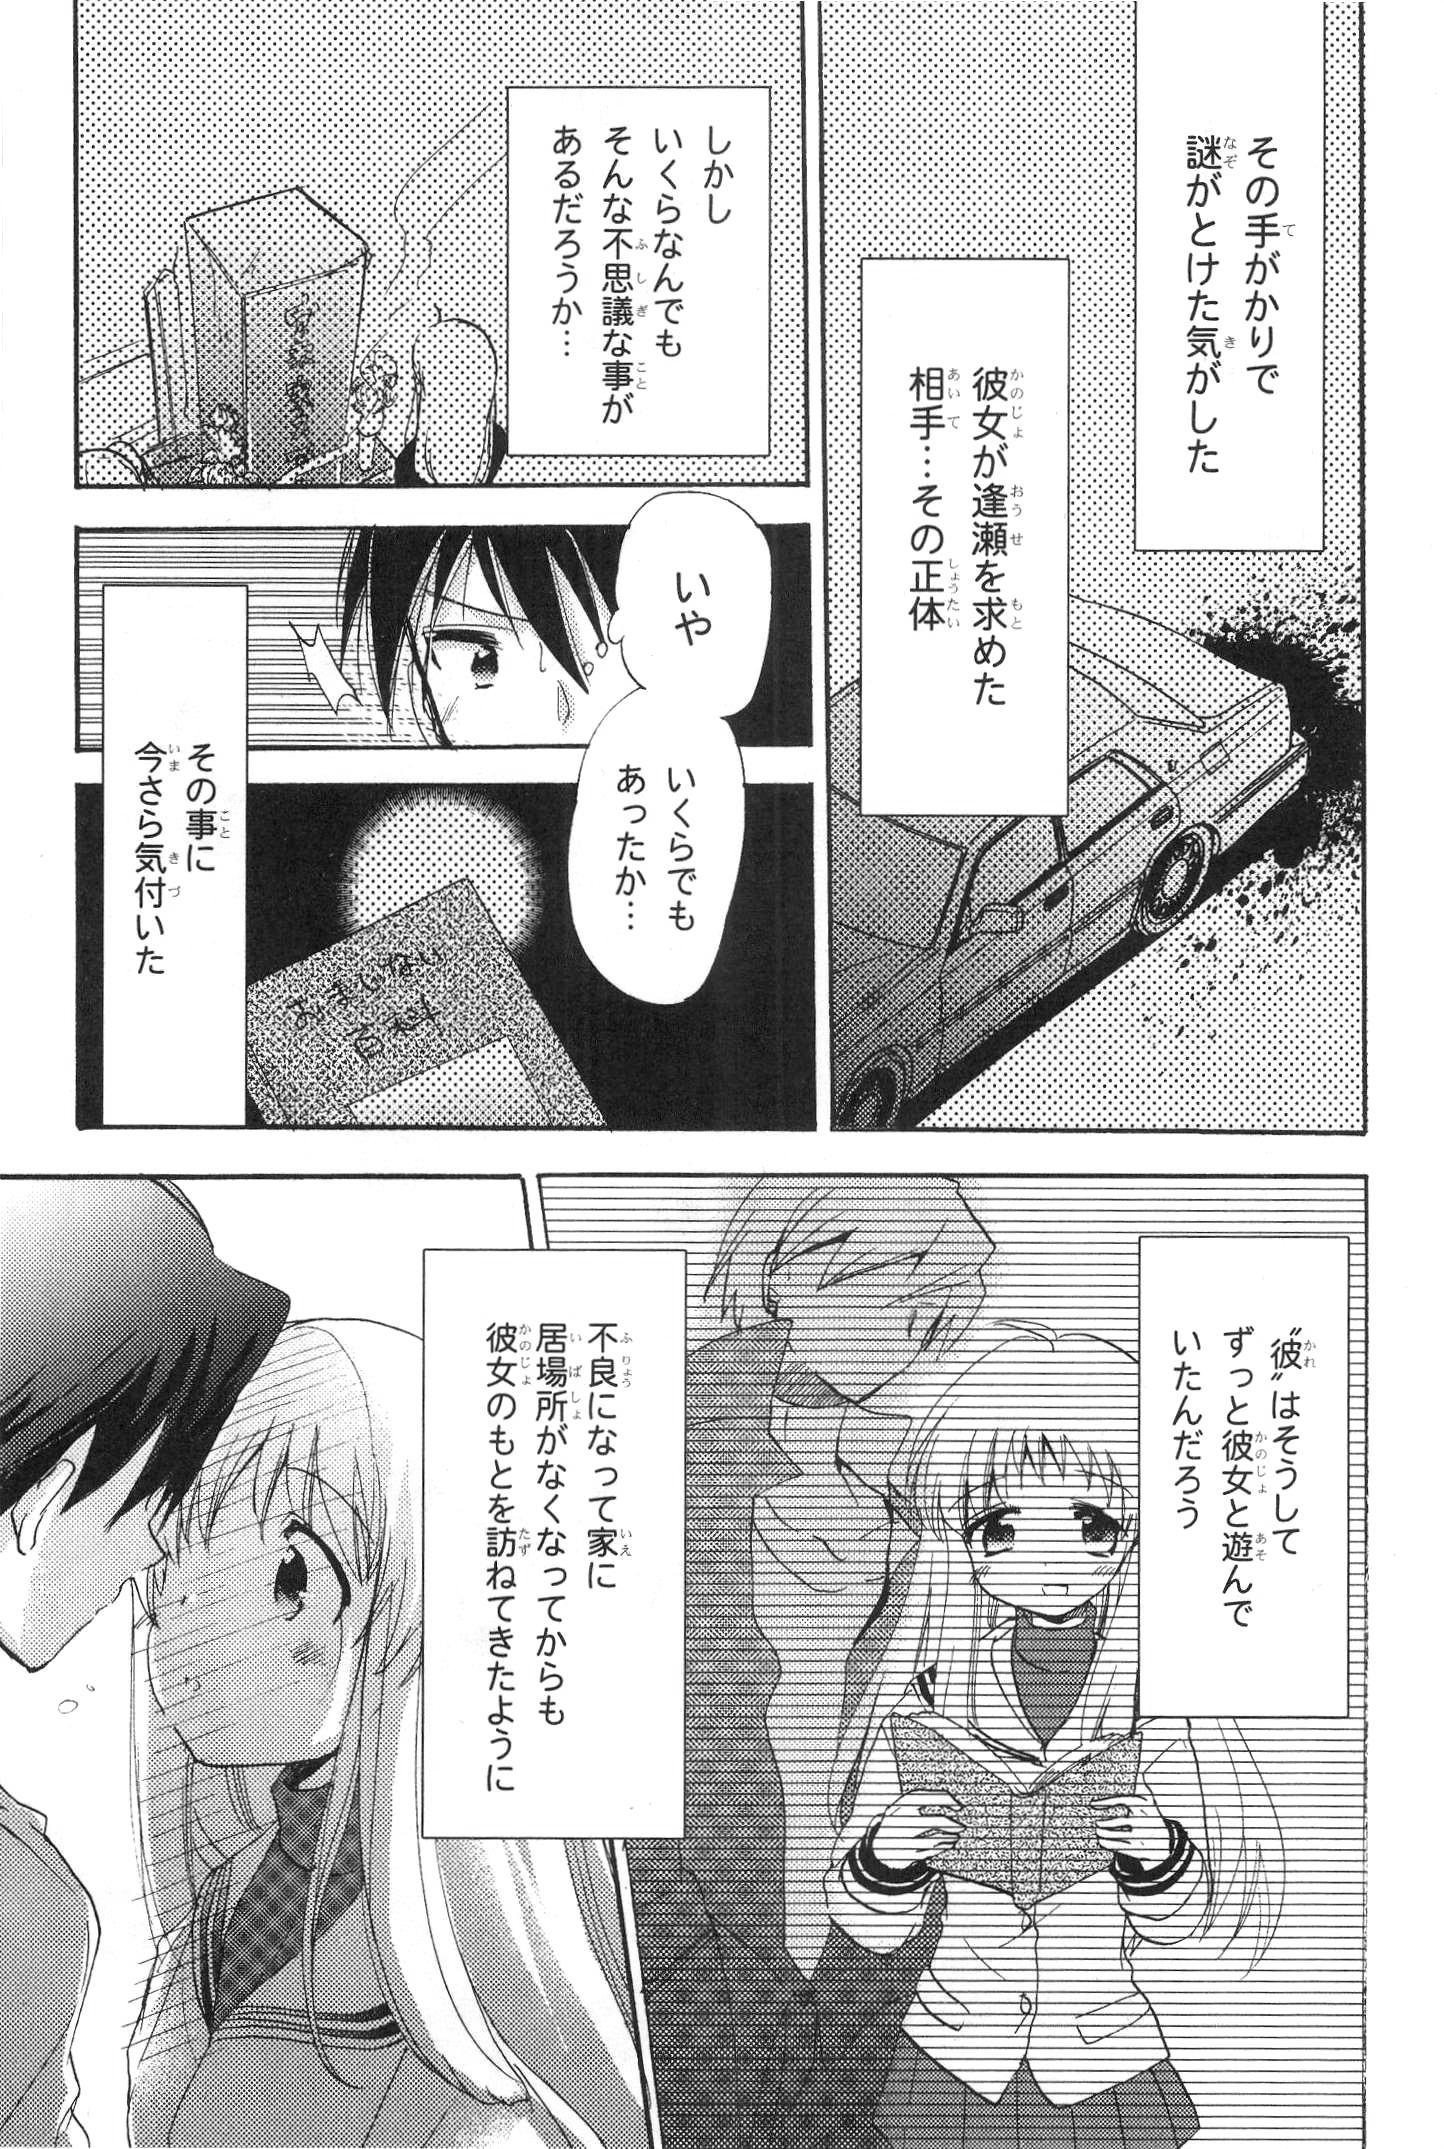 その手がかりで
謎がとけた気がした
彼女が逢瀬を求めた
相手…その正体
しかし
いくらなんでも
そんな不思議な事が
あるだろうか…
いや
いくらでも
あったか…
おまじない
百科
その事に
今さら気付いた
〝彼〟はそうして
ずっと彼女と遊んで
いたんだろう
不良になって家に
居場所がなくなってからも
彼女のもとを訪ねてきたように